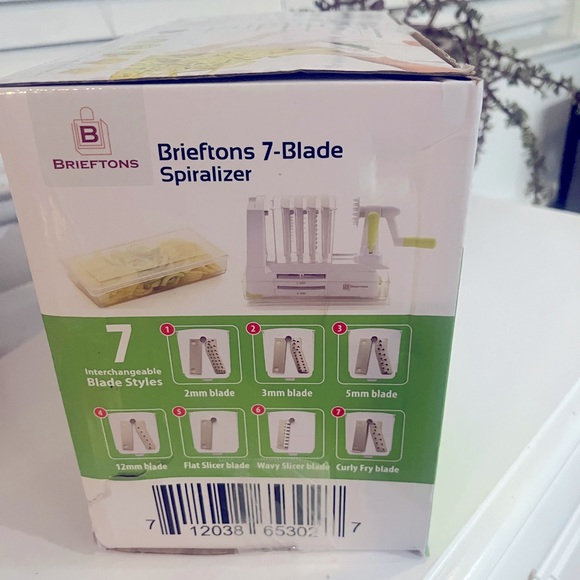 B
BRIEFTONS
Brieftons 7-Blade
Spiralizer
7
Interchangeable
Blade Styles
1
2mm blade
2
3mm blade
3
5mm blade
4
12mm blade
5
Flat Slicer blade
6
Wavy Slicer blade
7
Curly Fry blade
7 12038 65302 7